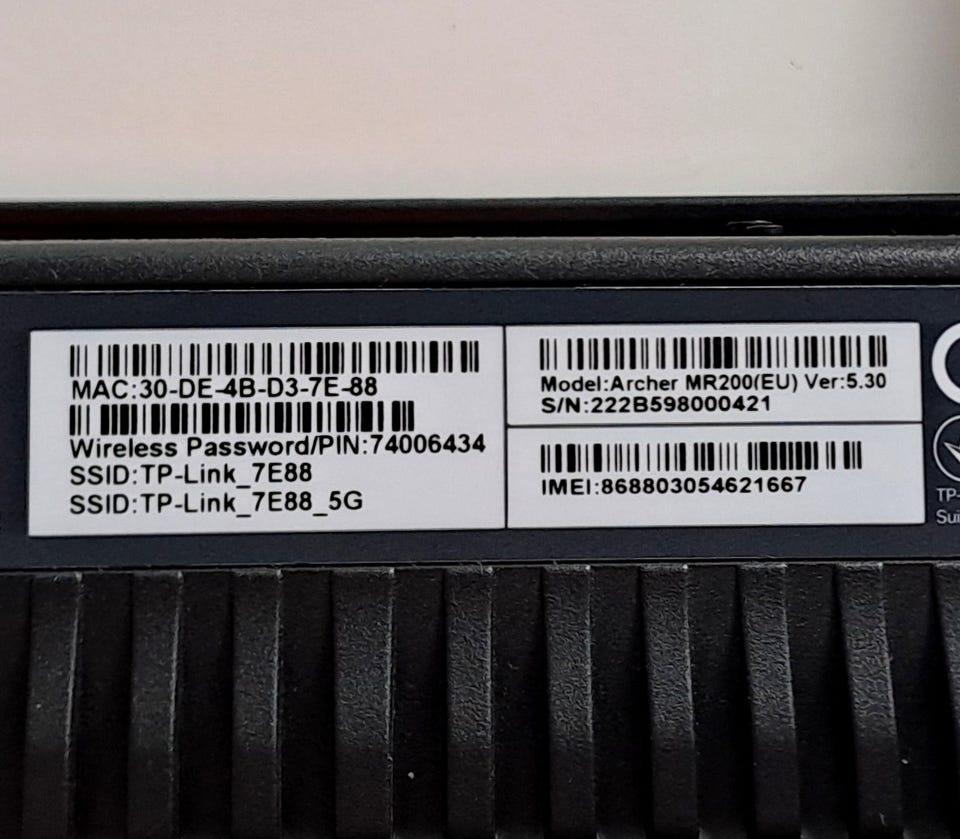 MAC:30-DE-4B-D3-7E-88
Wireless Password/PIN:74006434
SSID:TP-Link_7E88
SSID:TP-Link_7E88_5G
Model:Archer MR200(EU) Ver:5.30
S/N:222B598000421
IMEI:868803054621667